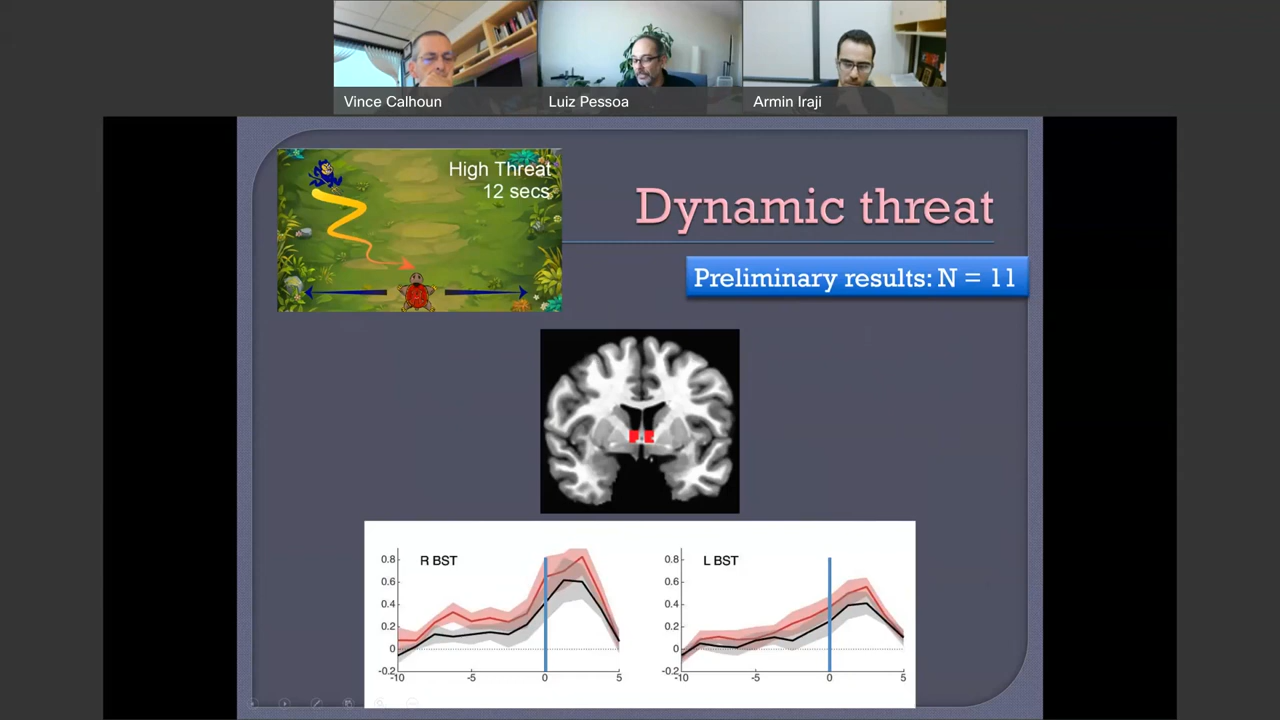 Vince Calhoun
Luiz Pessoa
Armin Iraji
High Threat
12 secs
Dynamic threat
Preliminary results: N = 11
R BST
0.8
0.6
0.4
0.2
0
-0.2
-10
-5
0
5
L BST
0.8
0.6
0.4
0.2
0
-0.2
-10
-5
0
5